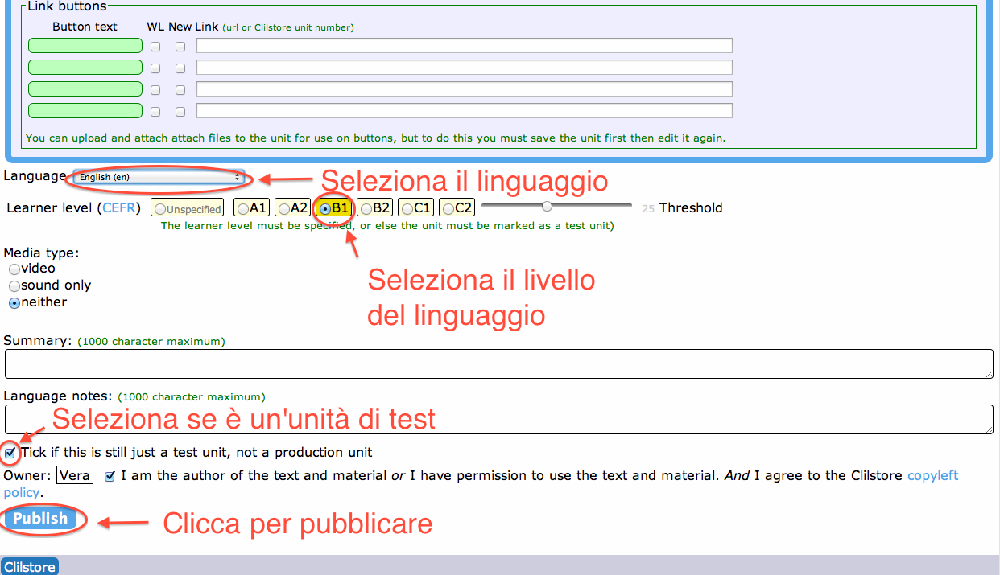 Link buttons
Button text WL New Link (url or Clilstore unit number)
You can upload and attach attach files to the unit for use on buttons, but to do this you must save the unit first then edit it again.
Language English (en) Seleziona il linguaggio
Learner level (CEFR) Unspecified A1 A2 B1 B2 C1 C2 25 Threshold
The learner level must be specified, or else the unit must be marked as a test unit)
Media type:
video
sound only
neither
Seleziona il livello
del linguaggio
Summary: (1000 character maximum)
Language notes: (1000 character maximum)
Seleziona se è un'unità di test
Tick if this is still just a test unit, not a production unit
Owner: Vera I am the author of the text and material or I have permission to use the text and material. And I agree to the Clilstore copyleft
policy.
Publish Clicca per pubblicare
Clilstore